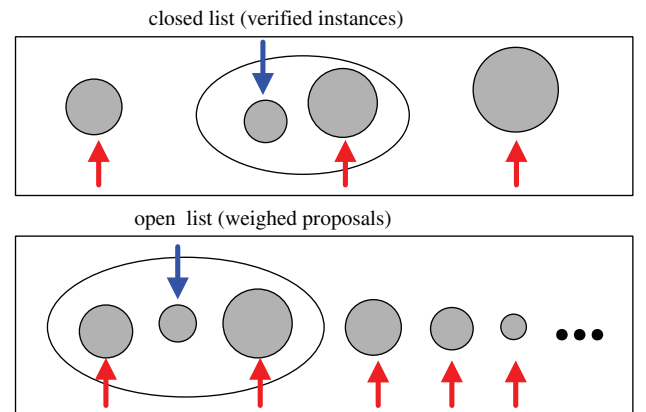 closed list (verified instances)
open list (weighed proposals)